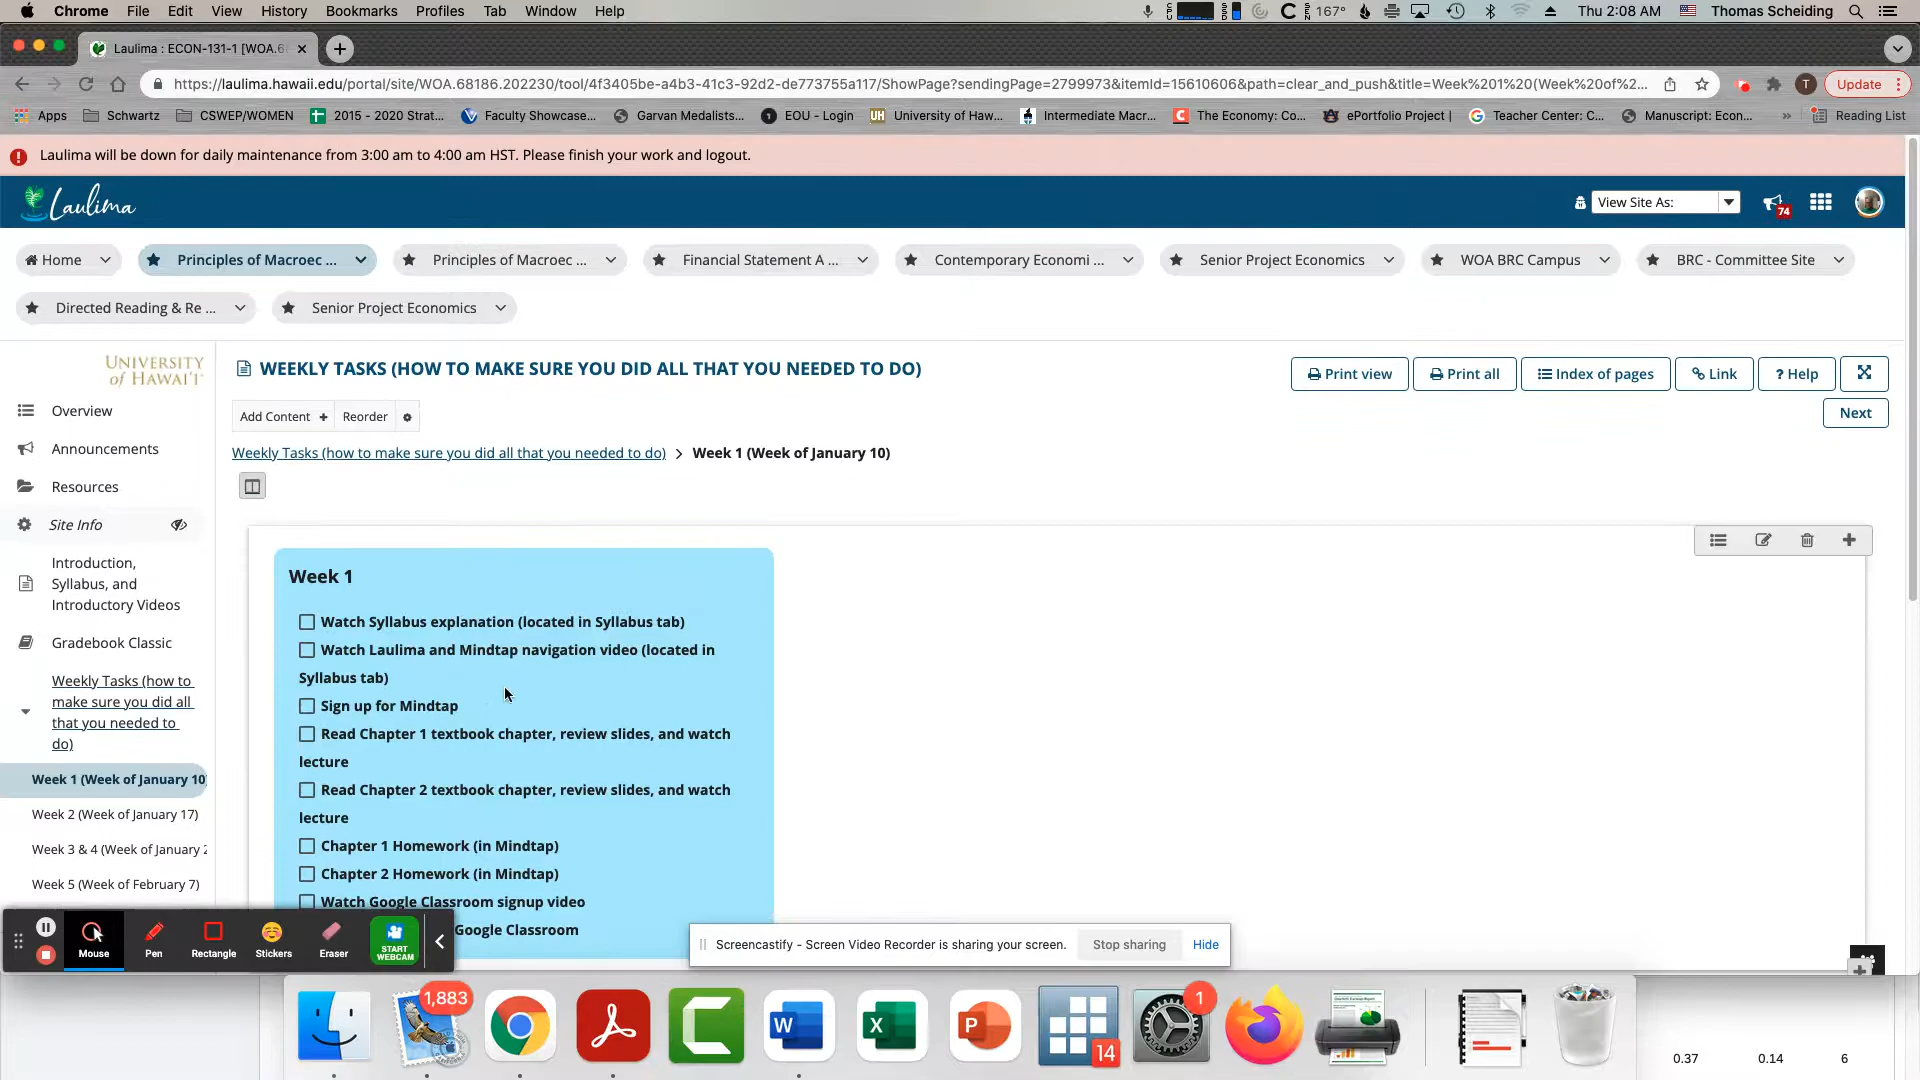 Chrome File Edit View History Bookmarks Profiles Tab Window Help 167° Thu 2:08 AM Thomas Scheiding
Laulima : ECON-131-1 [WOA.6
https://laulima.hawaii.edu/portal/site/WOA.68186.202230/tool/4f3405be-a4b3-41c3-92d2-de773755a117/ShowPage?sendingPage=2799973&itemId=15610606&path=clear_and_push&title=Week%201%20(Week%20of%2... T Update
Apps Schwartz CSWEP/WOMEN 2015 - 2020 Strat... Faculty Showcase... Garvan Medalists... EOU - Login University of Haw... Intermediate Macr... The Economy: Co... ePortfolio Project | Teacher Center: C... Manuscript: Econ... » Reading List
Laulima will be down for daily maintenance from 3:00 am to 4:00 am HST. Please finish your work and logout.
Laulima View Site As: 74
Home Principles of Macroec ... Principles of Macroec ... Financial Statement A ... Contemporary Economi ... Senior Project Economics WOA BRC Campus BRC - Committee Site
Directed Reading & Re ... Senior Project Economics
UNIVERSITY
of HAWAI‘I®
Overview
Announcements
Resources
Site Info
Introduction,
Syllabus, and
Introductory Videos
Gradebook Classic
Weekly Tasks (how to
make sure you did all
that you needed to
do)
Week 1 (Week of January 10)
Week 2 (Week of January 17)
Week 3 & 4 (Week of January 2
Week 5 (Week of February 7)
WEEKLY TASKS (HOW TO MAKE SURE YOU DID ALL THAT YOU NEEDED TO DO)
Print view Print all Index of pages Link ? Help
Next
Add Content + Reorder
Weekly Tasks (how to make sure you did all that you needed to do) > Week 1 (Week of January 10)
Week 1
Watch Syllabus explanation (located in Syllabus tab)
Watch Laulima and Mindtap navigation video (located in
Syllabus tab)
Sign up for Mindtap
Read Chapter 1 textbook chapter, review slides, and watch
lecture
Read Chapter 2 textbook chapter, review slides, and watch
lecture
Chapter 1 Homework (in Mindtap)
Chapter 2 Homework (in Mindtap)
Watch Google Classroom signup video
Google Classroom
Mouse Pen Rectangle Stickers Eraser START
WEBCAM
Screencastify - Screen Video Recorder is sharing your screen. Stop sharing Hide
1,883 W X P 14 1
0.37 0.14 6